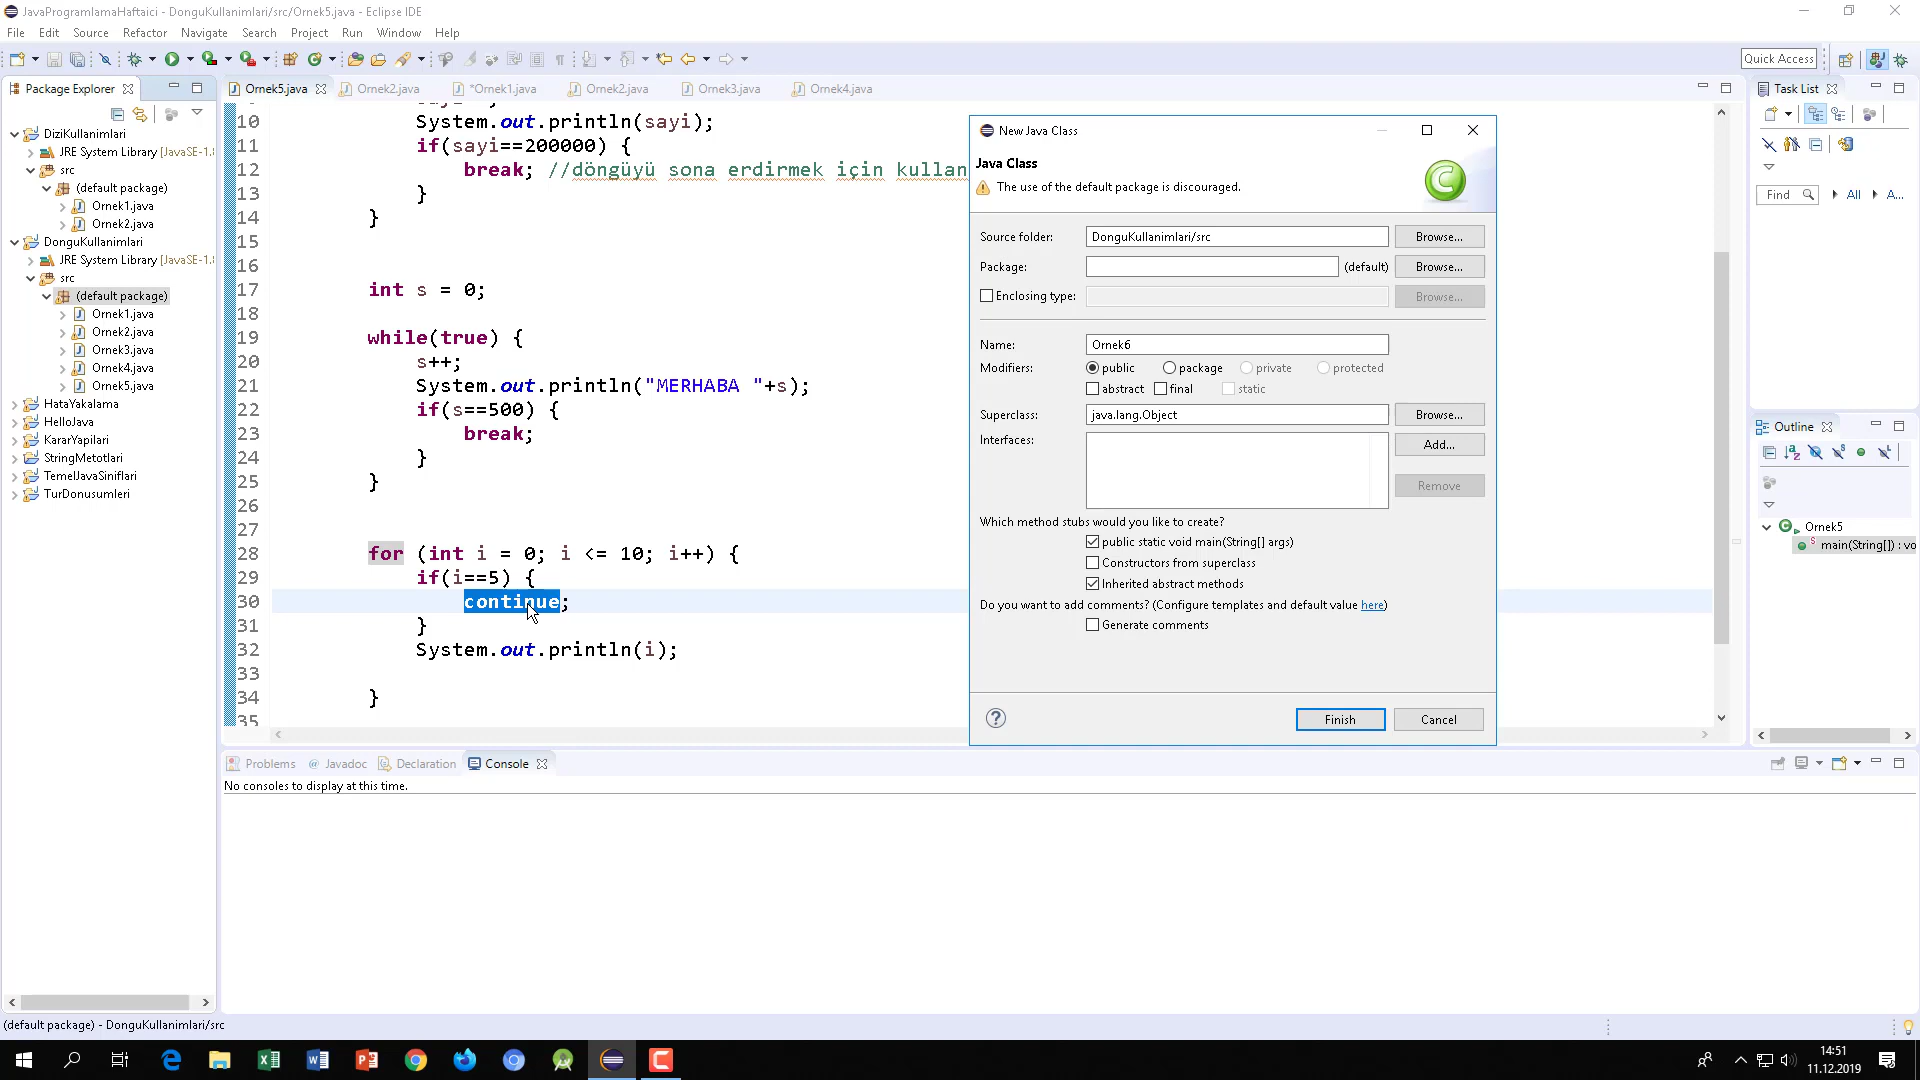 JavaProgramlamaHaftaici - DonguKullanimlari/src/Ornek5.java - Eclipse IDE
File Edit Source Refactor Navigate Search Project Run Window Help
Quick Access
Package Explorer
DiziKullanimlari
JRE System Library [JavaSE-1.8
src
(default package)
Ornek1.java
Ornek2.java
DonguKullanimlari
JRE System Library [JavaSE-1.8
src
(default package)
Ornek1.java
Ornek2.java
Ornek3.java
Ornek4.java
Ornek5.java
HataYakalama
HelloJava
KararYapilari
StringMetotlari
TemelJavaSiniflari
TurDonusumleri
Ornek5.java Ornek2.java *Ornek1.java Ornek2.java Ornek3.java Ornek4.java
10 System.out.println(sayi);
11 if(sayi==200000) {
12 break; //döngüyü sona erdirmek için kullan
13 }
14 }
15
16
17 int s = 0;
18
19 while(true) {
20 s++;
21 System.out.println("MERHABA "+s);
22 if(s==500) {
23 break;
24 }
25 }
26
27
28 for (int i = 0; i <= 10; i++) {
29 if(i==5) {
30 continue;
31 }
32 System.out.println(i);
33
34 }
35
New Java Class
Java Class
The use of the default package is discouraged.
Source folder: DonguKullanimlari/src Browse...
Package: (default) Browse...
Enclosing type: Browse...
Name: Ornek6
Modifiers: public package private protected
abstract final static
Superclass: java.lang.Object Browse...
Interfaces: Add...
Remove
Which method stubs would you like to create?
public static void main(String[] args)
Constructors from superclass
Inherited abstract methods
Do you want to add comments? (Configure templates and default value here)
Generate comments
Finish Cancel
Task List
Find All A...
Outline
Ornek5
main(String[]) : vo
Problems Javadoc Declaration Console
No consoles to display at this time.
(default package) - DonguKullanimlari/src
14:51
11.12.2019